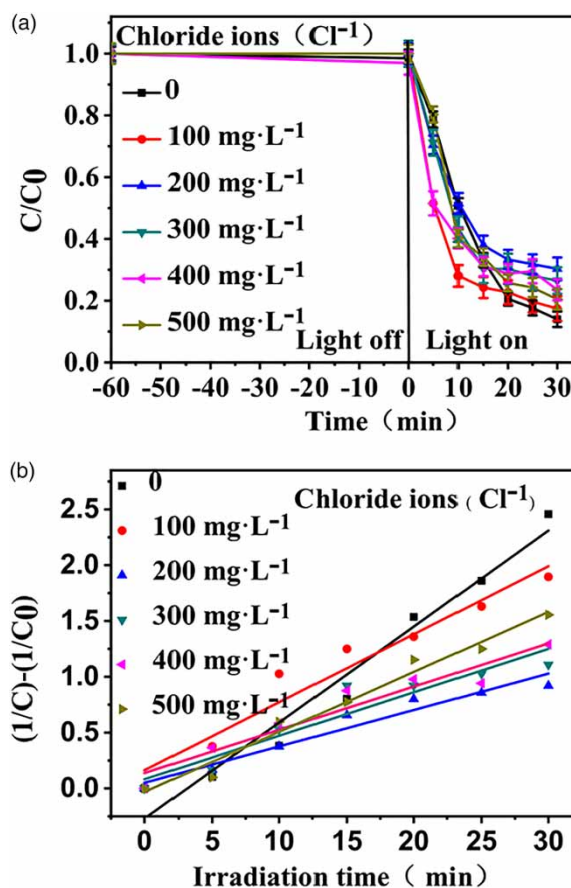 (a)
Chloride ions （Cl⁻¹）
0
100 mg·L⁻¹
200 mg·L⁻¹
300 mg·L⁻¹
400 mg·L⁻¹
500 mg·L⁻¹
Light off Light on
1.0
0.8
0.6
0.4
0.2
0.0
C/C0
-60 -50 -40 -30 -20 -10 0 10 20 30
Time（min）
(b)
Chloride ions（Cl⁻¹）
0
100 mg·L⁻¹
200 mg·L⁻¹
300 mg·L⁻¹
400 mg·L⁻¹
500 mg·L⁻¹
2.5
2.0
1.5
1.0
0.5
0.0
(1/C)-(1/C0)
0 5 10 15 20 25 30
Irradiation time（ min）